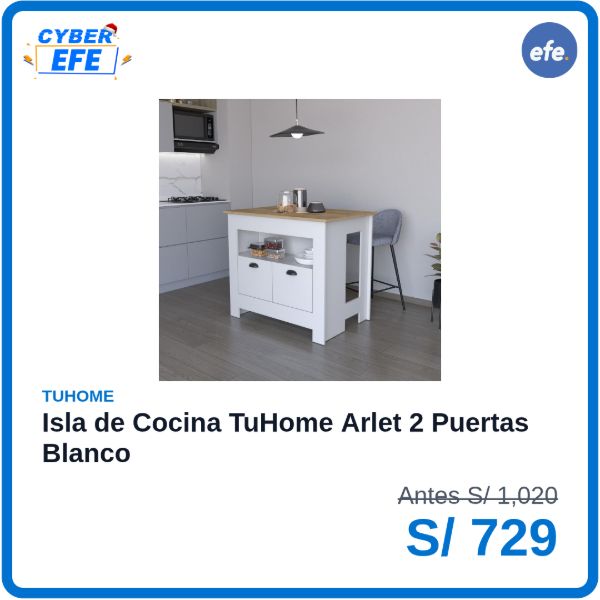 CYBER
EFE
efe.
TUHOME
Isla de Cocina TuHome Arlet 2 Puertas
Blanco
Antes S/ 1,020
S/ 729